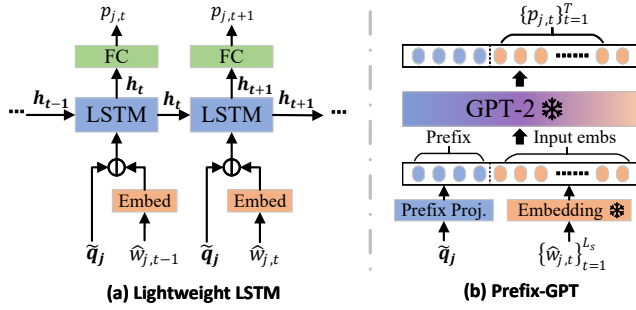 p_{j,t}
p_{j,t+1}
FC
FC
h_t
h_{t+1}
... h_{t-1} LSTM h_t LSTM h_{t+1} ...
Embed
Embed
q̃_j ŵ_{j,t-1} q̃_j ŵ_{j,t}
(a) Lightweight LSTM
{p_{j,t}}_{t=1}^{T}
GPT-2
Prefix
Input embs
Prefix Proj.
Embedding
q̃_j
{ŵ_{j,t}}_{t=1}^{L_s}
(b) Prefix-GPT